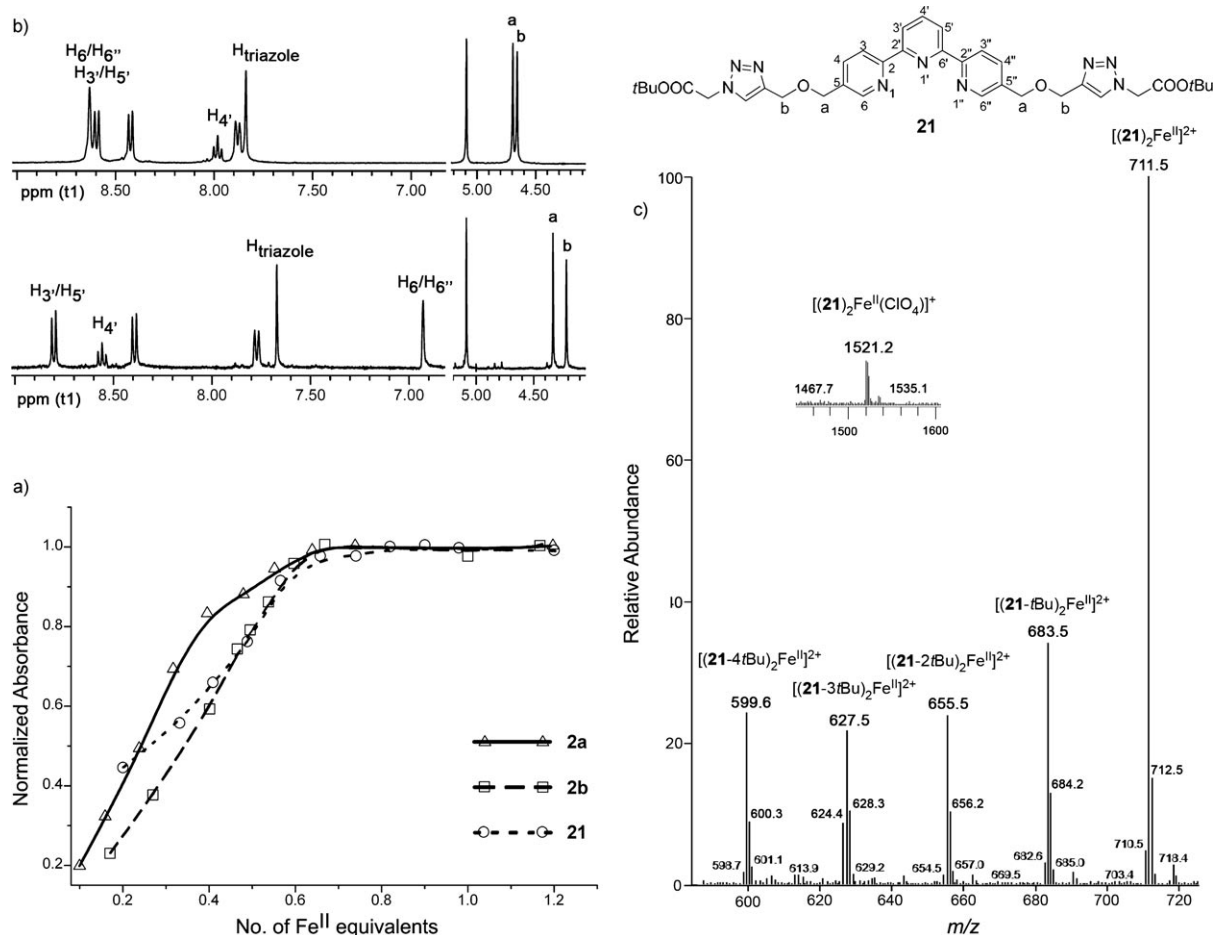 b)
H6/H6"
H3'/H5'
Htriazole
H4'
a
b
8.50 8.00 7.50 7.00 5.00 4.50
ppm (t1)
a
b
Htriazole
H3'/H5'
H6/H6"
H4'
8.50 8.00 7.50 7.00 5.00 4.50
ppm (t1)
4'
3' 5'
3 2' 6' 2" 3"
4 N 4"
2 1'
N=N N=N
tBuO N O 5 N N 5" O N OtBu
O b a 6 1 1" 6" a b O
21
a)
Normalized Absorbance
1.0
0.8
0.6
0.4
0.2
2a
2b
21
0.2 0.4 0.6 0.8 1.0 1.2
No. of FeII equivalents
c)
[(21)2FeII]2+
711.5
100
80
60
40
20
0
Relative Abundance
[(21)2FeII(ClO4)]+
1521.2
1467.7 1535.1
1500 1600
[(21-tBu)2FeII]2+
683.5
[(21-4tBu)2FeII]2+
[(21-2tBu)2FeII]2+
[(21-3tBu)2FeII]2+
599.6
655.5
627.5
712.5
684.2
656.2
628.3
624.4
600.3
598.7 601.1 613.9 629.2 654.5 657.0 669.5 682.6 685.0 703.4 710.5 718.4
600 620 640 660 680 700 720
m/z